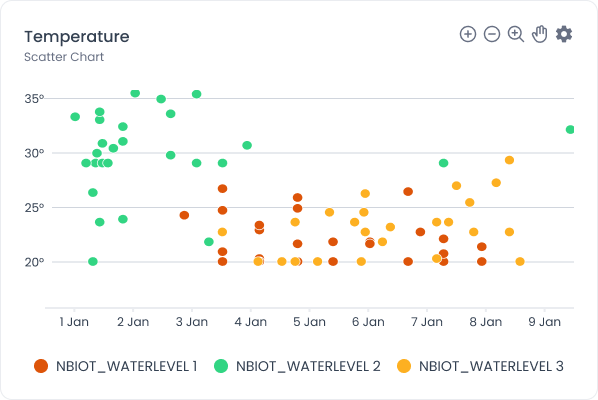 Temperature
Scatter Chart
35°
30°
25°
20°
1 Jan 2 Jan 3 Jan 4 Jan 5 Jan 6 Jan 7 Jan 8 Jan 9 Jan
NBIOT_WATERLEVEL 1 NBIOT_WATERLEVEL 2 NBIOT_WATERLEVEL 3